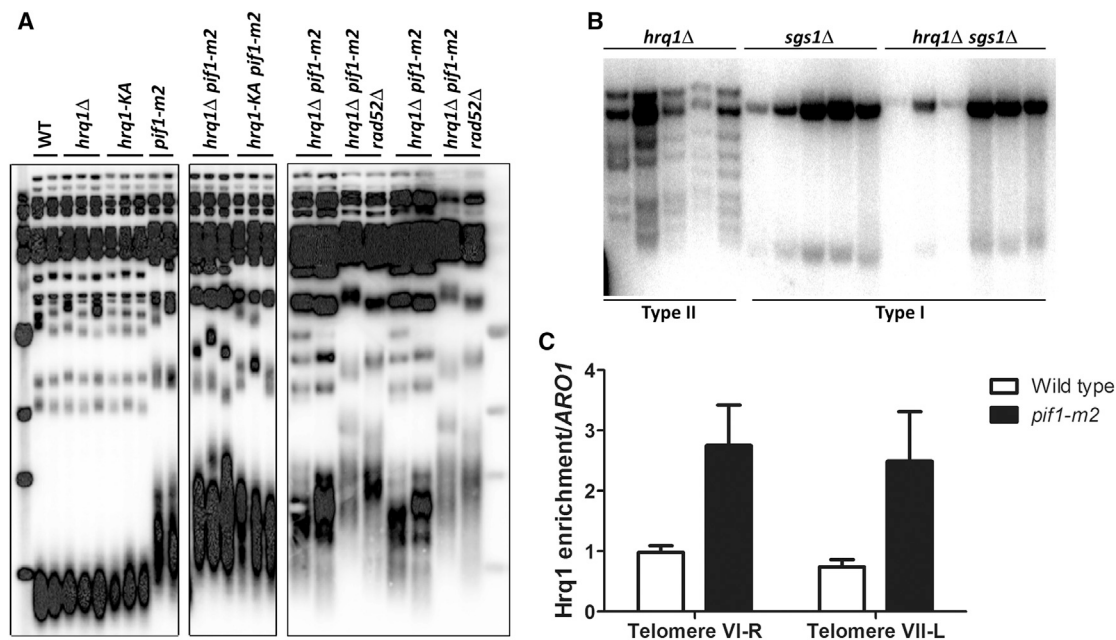 A
WT
hrq1Δ
hrq1-KA
pif1-m2
hrq1Δ pif1-m2
hrq1-KA pif1-m2
hrq1Δ pif1-m2
hrq1Δ pif1-m2
rad52Δ
hrq1Δ pif1-m2
hrq1Δ pif1-m2
rad52Δ
B
hrq1Δ
sgs1Δ
hrq1Δ sgs1Δ
Type II
Type I
C
Hrq1 enrichment/ARO1
4
3
2
1
0
Telomere VI-R
Telomere VII-L
Wild type
pif1-m2